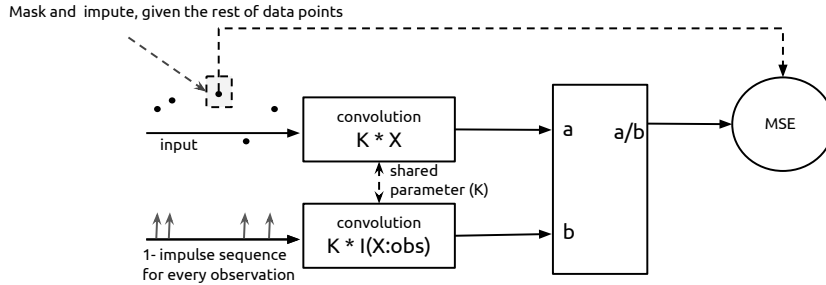 Mask and impute, given the rest of data points
convolution
K * X
input
a
a/b
MSE
shared
parameter (K)
convolution
K * I(X:obs)
b
1- impulse sequence
for every observation